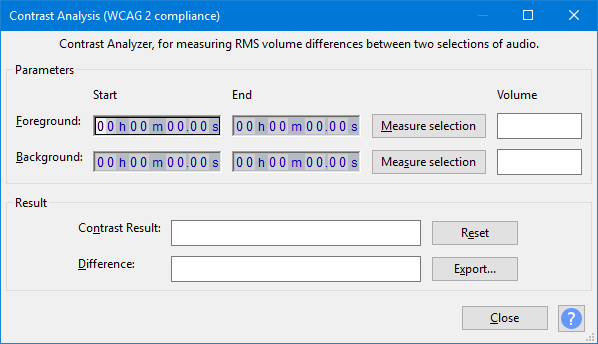 Contrast Analysis (WCAG 2 compliance)
Contrast Analyzer, for measuring RMS volume differences between two selections of audio.
Parameters
Start End Volume
Foreground: 00h00m00.00s 00h00m00.00s Measure selection
Background: 00h00m00.00s 00h00m00.00s Measure selection
Result
Contrast Result: Reset
Difference: Export...
Close ?